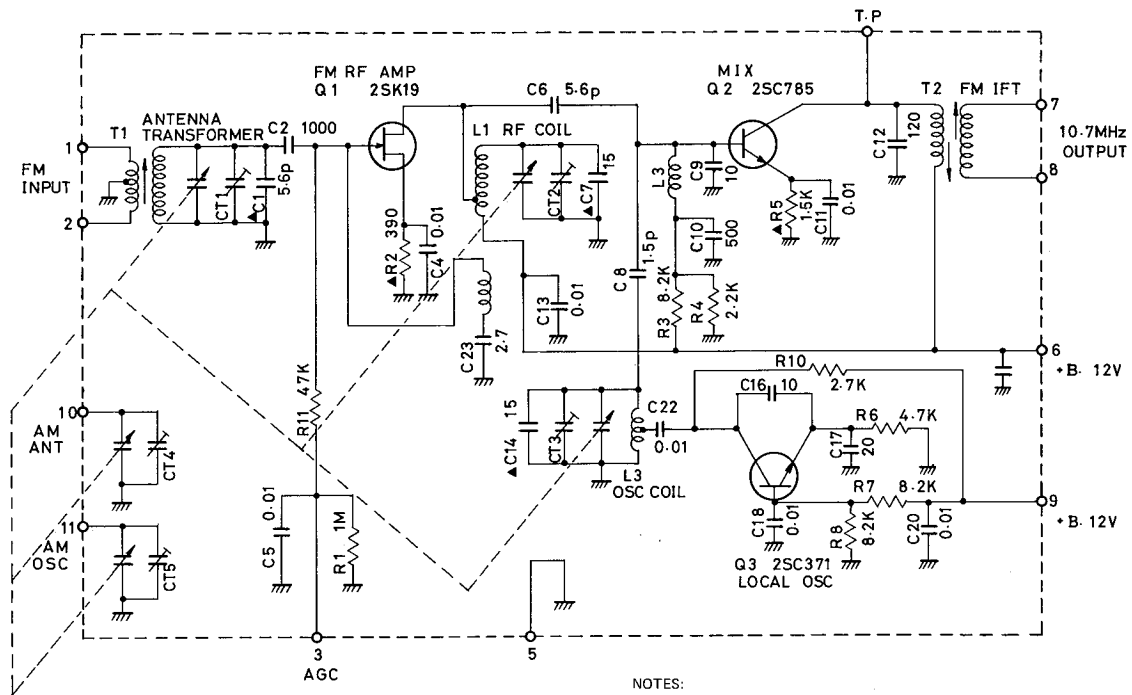 T.P
FM RF AMP
Q1 2SK19
C6 5.6p
MIX
Q2 2SC785
T2 FM IFT
7
10.7MHz
OUTPUT
8
C12
120
ANTENNA
TRANSFORMER
T1
C2 1000
L1 RF COIL
1
FM
INPUT
2
CT1
▲C1
5.6p
CT2
▲C7
15
L3
C9
10
▲R5
1.5K
C11
0.01
▲R2
390
C4
0.01
C10
500
C8
1.5p
C13
0.01
C23
2.7
R3
8.2K
R4
2.2K
6
+B. 12V
R11 47K
R10
2.7K
C16 10
R6 4.7K
C17
20
C22
0.01
▲C14
15
CT3
L3
OSC COIL
R7 8.2K
C18
0.01
R8
8.2K
C20
0.01
9
+B. 12V
Q3 2SC371
LOCAL OSC
10
AM
ANT
CT4
11
AM
OSC
CT5
C5
0.01
R1 1M
3
AGC
5
NOTES: